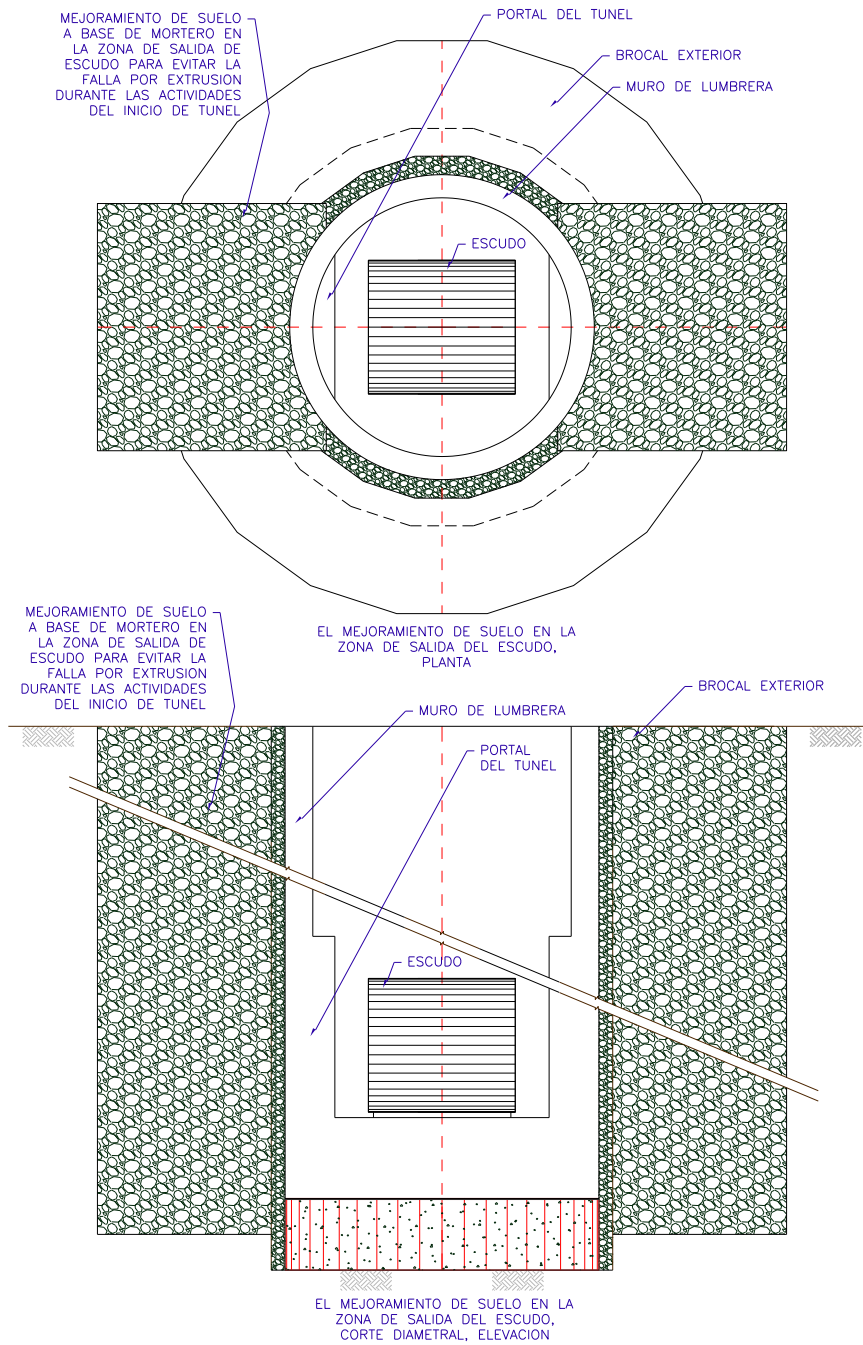 MEJORAMIENTO DE SUELO
A BASE DE MORTERO EN
LA ZONA DE SALIDA DE
ESCUDO PARA EVITAR LA
FALLA POR EXTRUSION
DURANTE LAS ACTIVIDADES
DEL INICIO DE TUNEL
PORTAL DEL TUNEL
BROCAL EXTERIOR
MURO DE LUMBRERA
ESCUDO
EL MEJORAMIENTO DE SUELO EN LA
ZONA DE SALIDA DEL ESCUDO,
PLANTA
MEJORAMIENTO DE SUELO
A BASE DE MORTERO EN
LA ZONA DE SALIDA DE
ESCUDO PARA EVITAR LA
FALLA POR EXTRUSION
DURANTE LAS ACTIVIDADES
DEL INICIO DE TUNEL
BROCAL EXTERIOR
MURO DE LUMBRERA
PORTAL
DEL TUNEL
ESCUDO
EL MEJORAMIENTO DE SUELO EN LA
ZONA DE SALIDA DEL ESCUDO,
CORTE DIAMETRAL, ELEVACION